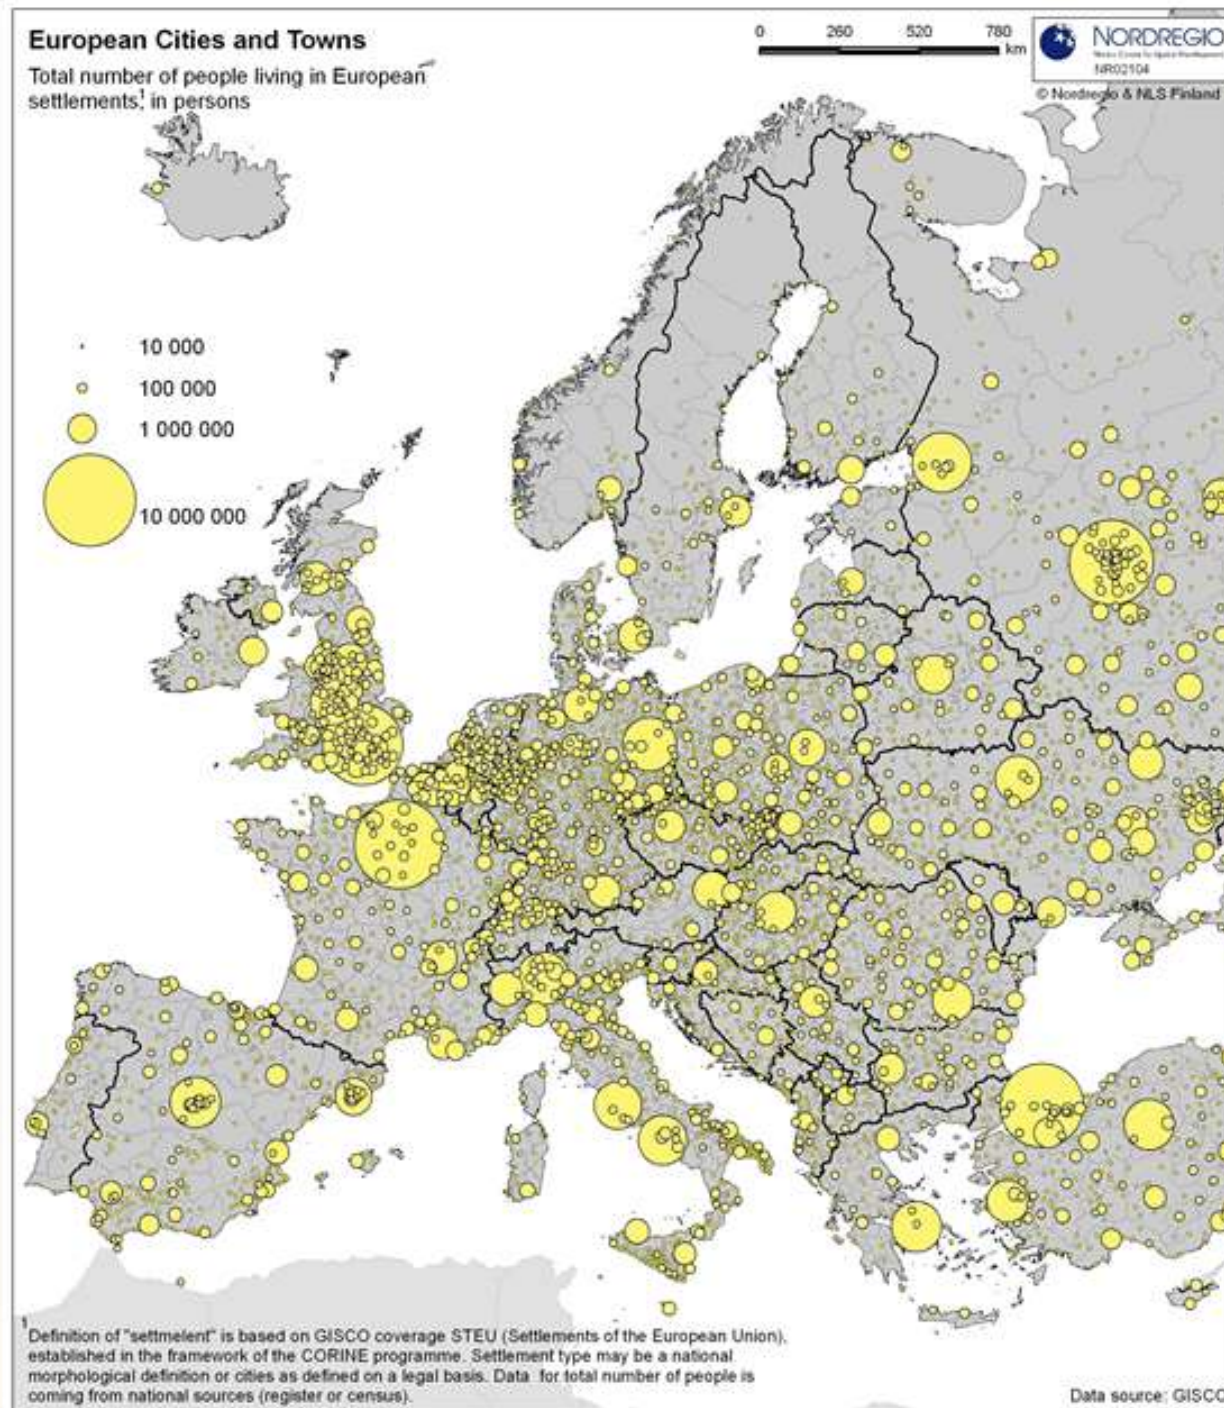 European Cities and Towns
Total number of people living in European
settlements,¹ in persons
0 260 520 780
km
NORDREGIO
NR02104
© Nordregio & NLS Finland
10 000
100 000
1 000 000
10 000 000
¹
Definition of "settmelent" is based on GISCO coverage STEU (Settlements of the European Union),
established in the framework of the CORINE programme. Settlement type may be a national
morphological definition or cities as defined on a legal basis. Data for total number of people is
coming from national sources (register or census).
Data source: GISCO